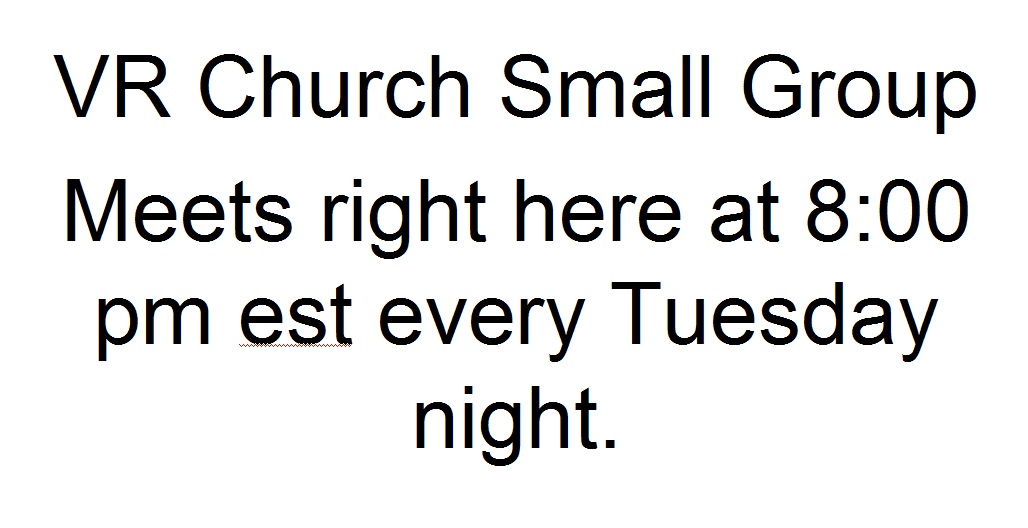 VR Church Small Group
Meets right here at 8:00
pm est every Tuesday
night.